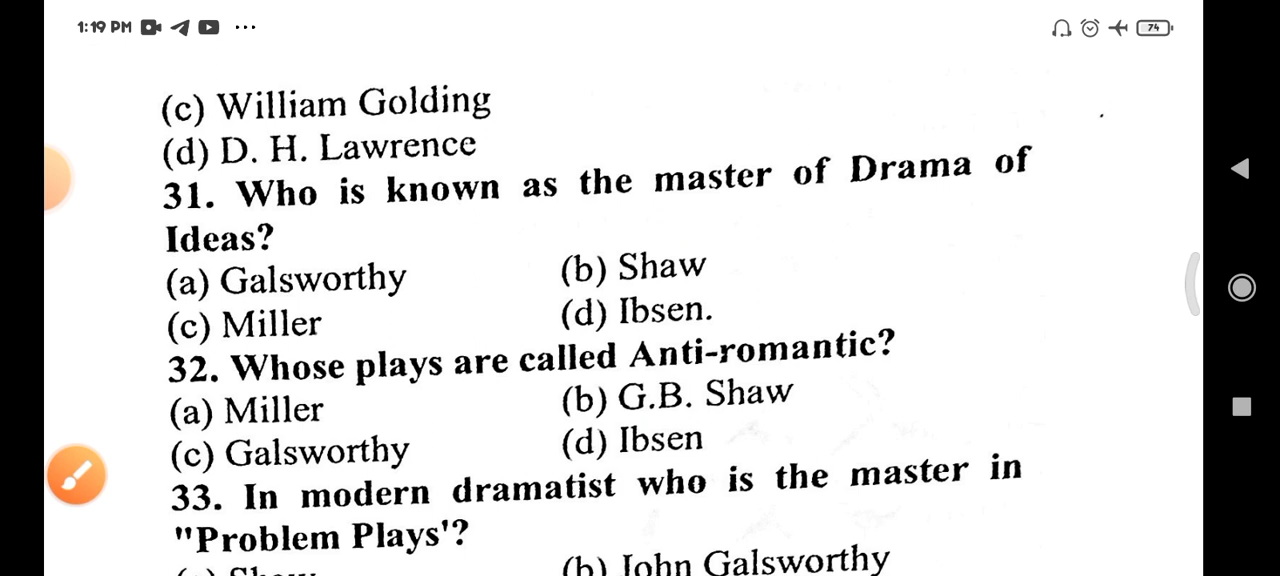 1:19 PM
74
(c) William Golding
(d) D. H. Lawrence
31. Who is known as the master of Drama of
Ideas?
(a) Galsworthy (b) Shaw
(c) Miller (d) Ibsen.
32. Whose plays are called Anti-romantic?
(a) Miller (b) G.B. Shaw
(c) Galsworthy (d) Ibsen
33. In modern dramatist who is the master in
"Problem Plays'?
(b) John Galsworthy